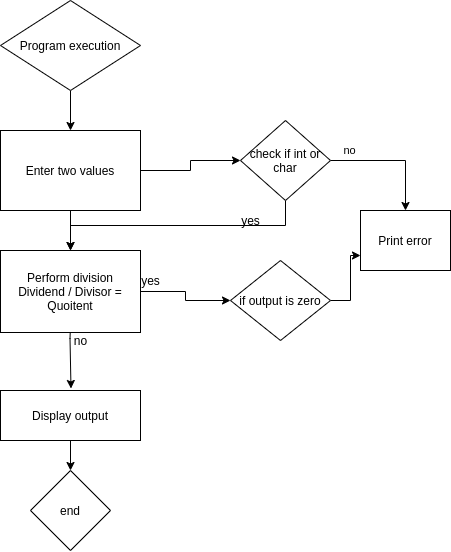 Program execution
Enter two values
check if int or
char
no
yes
Print error
Perform division
Dividend / Divisor =
Quoitent
yes
if output is zero
no
Display output
end